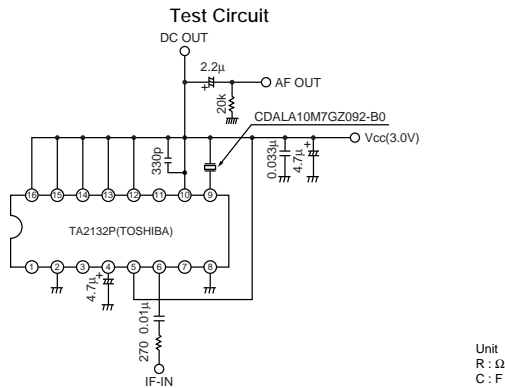 Test Circuit
DC OUT
2.2μ
+
AF OUT
20k
CDALA10M7GZ092-B0
Vcc(3.0V)
330p
0.033μ
4.7μ
+
16 15 14 13 12 11 10 9
TA2132P(TOSHIBA)
1 2 3 4 5 6 7 8
4.7μ
+
0.01μ
270
IF-IN
Unit
R : Ω
C : F